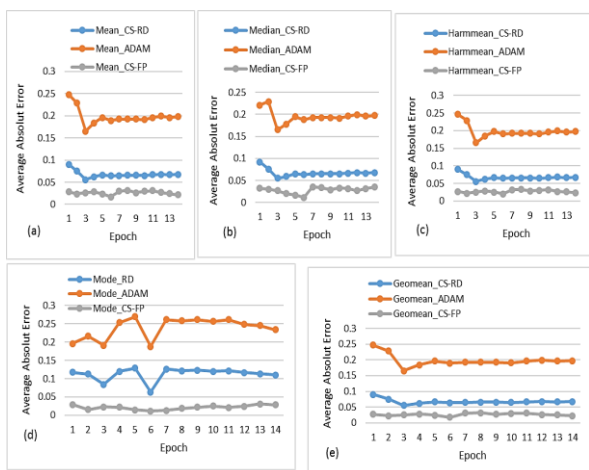 Mean_CS-RD
Mean_ADAM
Mean_CS-FP
Average Absolut Error
0.3
0.25
0.2
0.15
0.1
0.05
0
1 3 5 7 9 11 13
Epoch
(a)
Median_CS-RD
Median_ADAM
Median_CS-FP
Average Absolut Error
0.3
0.25
0.2
0.15
0.1
0.05
0
1 3 5 7 9 11 13
Epoch
(b)
Harmmean_CS-RD
Harmmean_ADAM
Harmmean_CS-FP
Average Absolut Error
0.3
0.25
0.2
0.15
0.1
0.05
0
1 3 5 7 9 11 13
Epoch
(c)
Mode_RD
Mode_ADAM
Mode_CS-FP
Average Absolut Error
0.3
0.25
0.2
0.15
0.1
0.05
0
1 2 3 4 5 6 7 8 9 10 11 12 13 14
Epoch
(d)
Geomean_CS-RD
Geomean_ADAM
Geomean_CS-FP
Average Absolut Error
0.3
0.25
0.2
0.15
0.1
0.05
0
1 2 3 4 5 6 7 8 9 10 11 12 13 14
Epoch
(e)